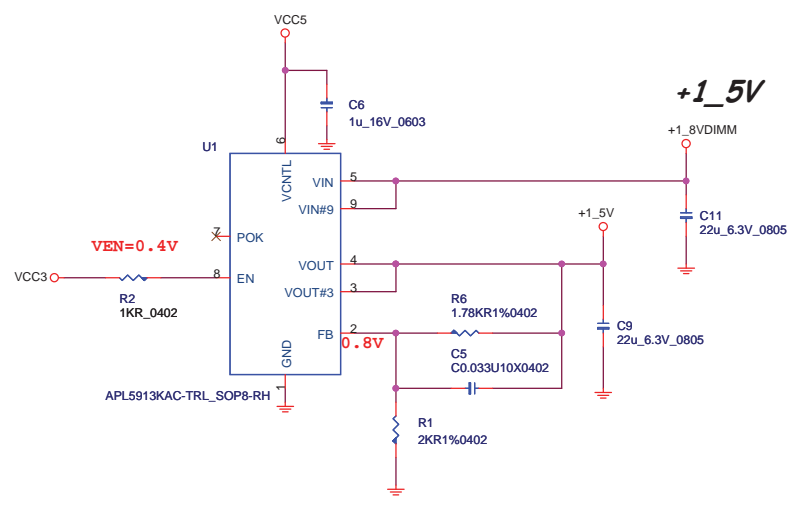 VCC5
+1_5V
C6
1u_16V_0603
+1_8VDIMM
U1
6
VCNTL
VIN
5
VIN#9
9
C11
22u_6.3V_0805
+1_5V
7
POK
VEN=0.4V
VCC3
8
EN
VOUT
4
VOUT#3
3
R2
1KR_0402
R6
1.78KR1%0402
FB
2
0.8V
C9
22u_6.3V_0805
C5
C0.033U10X0402
GND
1
APL5913KAC-TRL_SOP8-RH
R1
2KR1%0402